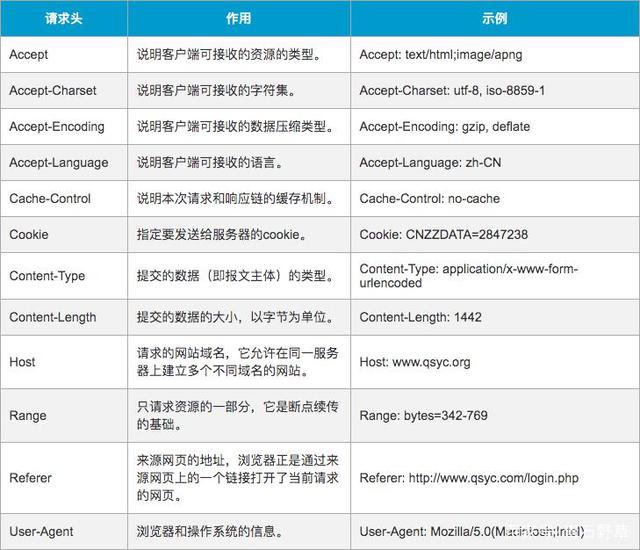 请求头 作用 示例
Accept 说明客户端可接收的资源的类型。 Accept: text/html;image/apng
Accept-Charset 说明客户端可接收的字符集。 Accept-Charset: utf-8, iso-8859-1
Accept-Encoding 说明客户端可接收的数据压缩类型。 Accept-Encoding: gzip, deflate
Accept-Language 说明客户端可接收的语言。 Accept-Language: zh-CN
Cache-Control 说明本次请求和响应链的缓存机制。 Cache-Control: no-cache
Cookie 指定要发送给服务器的cookie。 Cookie: CNZZDATA=2847238
Content-Type 提交的数据（即报文主体）的类型。 Content-Type: application/x-www-form-
urlencoded
Content-Length 提交的数据的大小，以字节为单位。 Content-Length: 1442
Host 请求的网站域名，它允许在同一服务 Host: www.qsyc.org
器上建立多个不同域名的网站。
Range 只请求资源的一部分，它是断点续传 Range: bytes=342-769
的基础。
Referer 来源网页的地址，浏览器正是通过来 Referer: http://www.qsyc.com/login.php
源网页上的一个链接打开了当前请求
的网页。
User-Agent 浏览器和操作系统的信息。 User-Agent: Mozilla/5.0(MacintoshIntel)